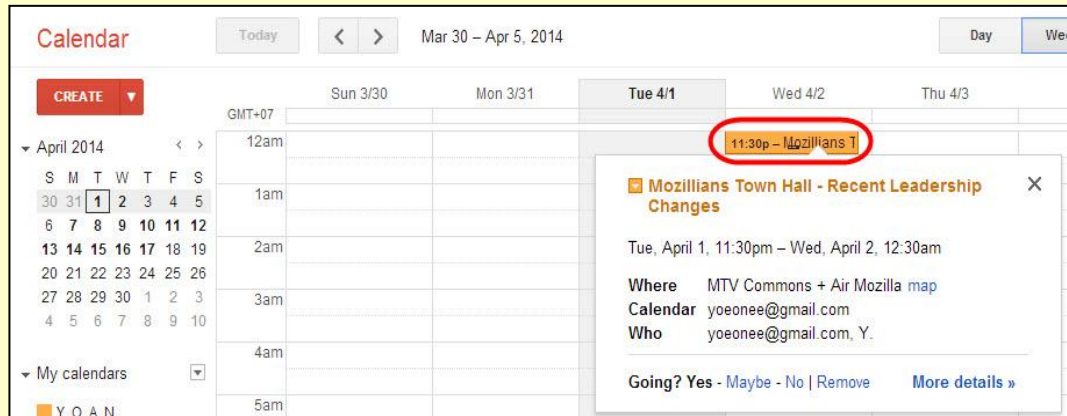 Calendar
Today
Mar 30 – Apr 5, 2014
Day
Wee
CREATE
Sun 3/30
Mon 3/31
Tue 4/1
Wed 4/2
Thu 4/3
GMT+07
April 2014
S M T W T F S
30 31 1 2 3 4 5
6 7 8 9 10 11 12
13 14 15 16 17 18 19
20 21 22 23 24 25 26
27 28 29 30 1 2 3
4 5 6 7 8 9 10
My calendars
Y O A N
12am
1am
2am
3am
4am
5am
11:30p – Mozillians T
Mozillians Town Hall - Recent Leadership
Changes
Tue, April 1, 11:30pm – Wed, April 2, 12:30am
Where MTV Commons + Air Mozilla map
Calendar yoeonee@gmail.com
Who yoeonee@gmail.com, Y.
Going? Yes - Maybe - No | Remove More details »